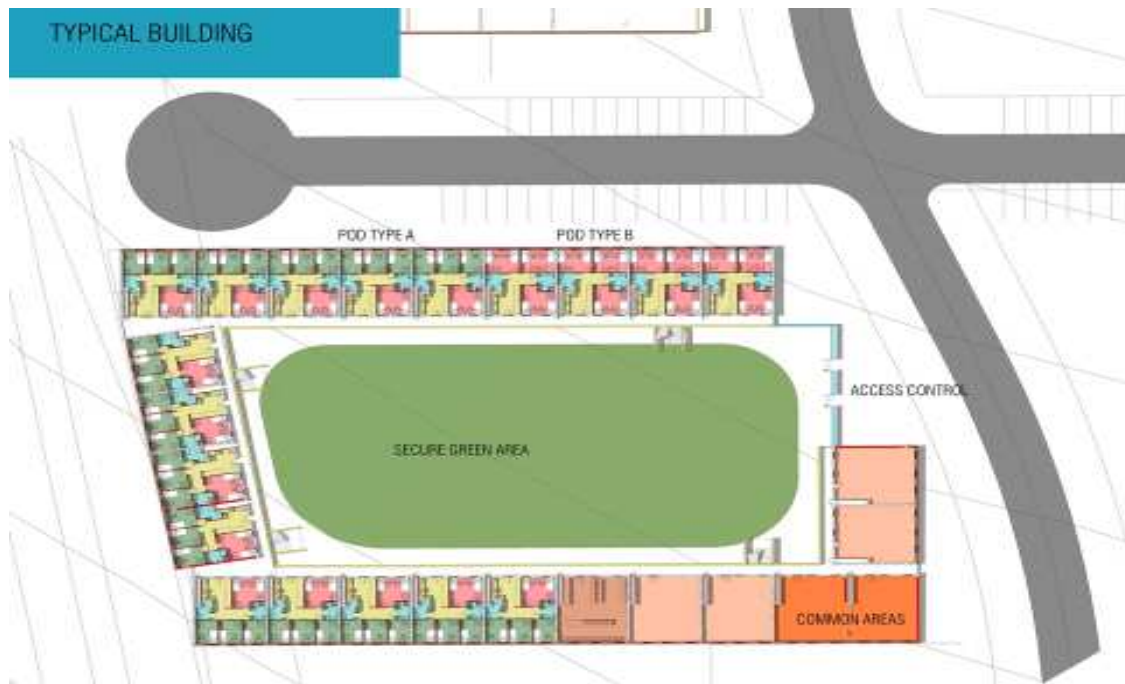 TYPICAL BUILDING
POD TYPE A
POD TYPE B
ACCESS CONTROL
SECURE GREEN AREA
COMMON AREAS